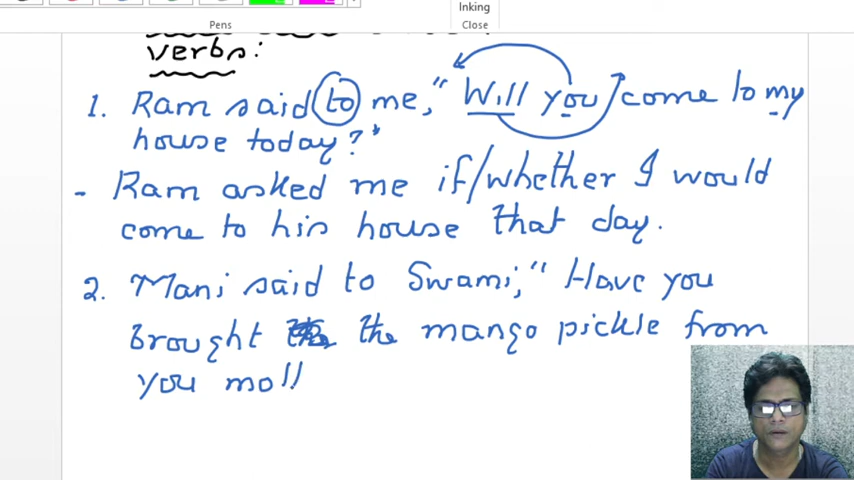 Inking
Pens
Close
verbs:
1. Ram said to me, "Will you come to my
house today?"
- Ram asked me if/whether I would
come to his house that day.
2. Mani said to Swami, "Have you
brought the mango pickle from
you moll